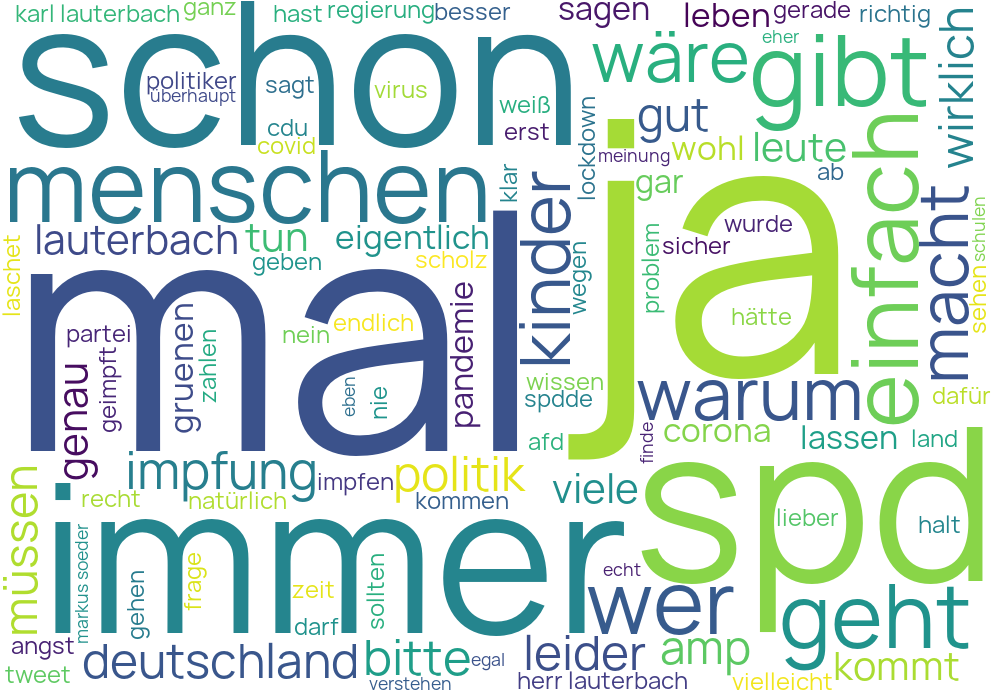 karl lauterbach
ganz
hast
regierung
besser
sagen
leben
gerade
richtig
schon
politiker
überhaupt
sagt
virus
cdu
covid
weiß
erst
wäre
eher
gibt
wirklich
gut
lockdown
meinung
wohl
leute
ab
menschen
klar
kinder
gar
einfach
macht
schulen
lauterbach
tun
eigentlich
geben
scholz
laschet
wegen
problem
sicher
wurde
ja
hätte
sehen
mal
partei
genau
geimpft
gruenen
zahlen
nein
endlich
eben
nie
pandemie
wissen
spdde
warum
dafür
afd
finde
corona
lassen
land
müssen
impfung
impfen
politik
viele
recht
natürlich
kommen
spd
lieber
halt
immer
markus soeder
gehen
frage
zeit
darf
sollten
echt
wer
geht
angst
tweet
deutschland
bitte
egal
verstehen
leider
herr lauterbach
amp
vielleicht
kommt